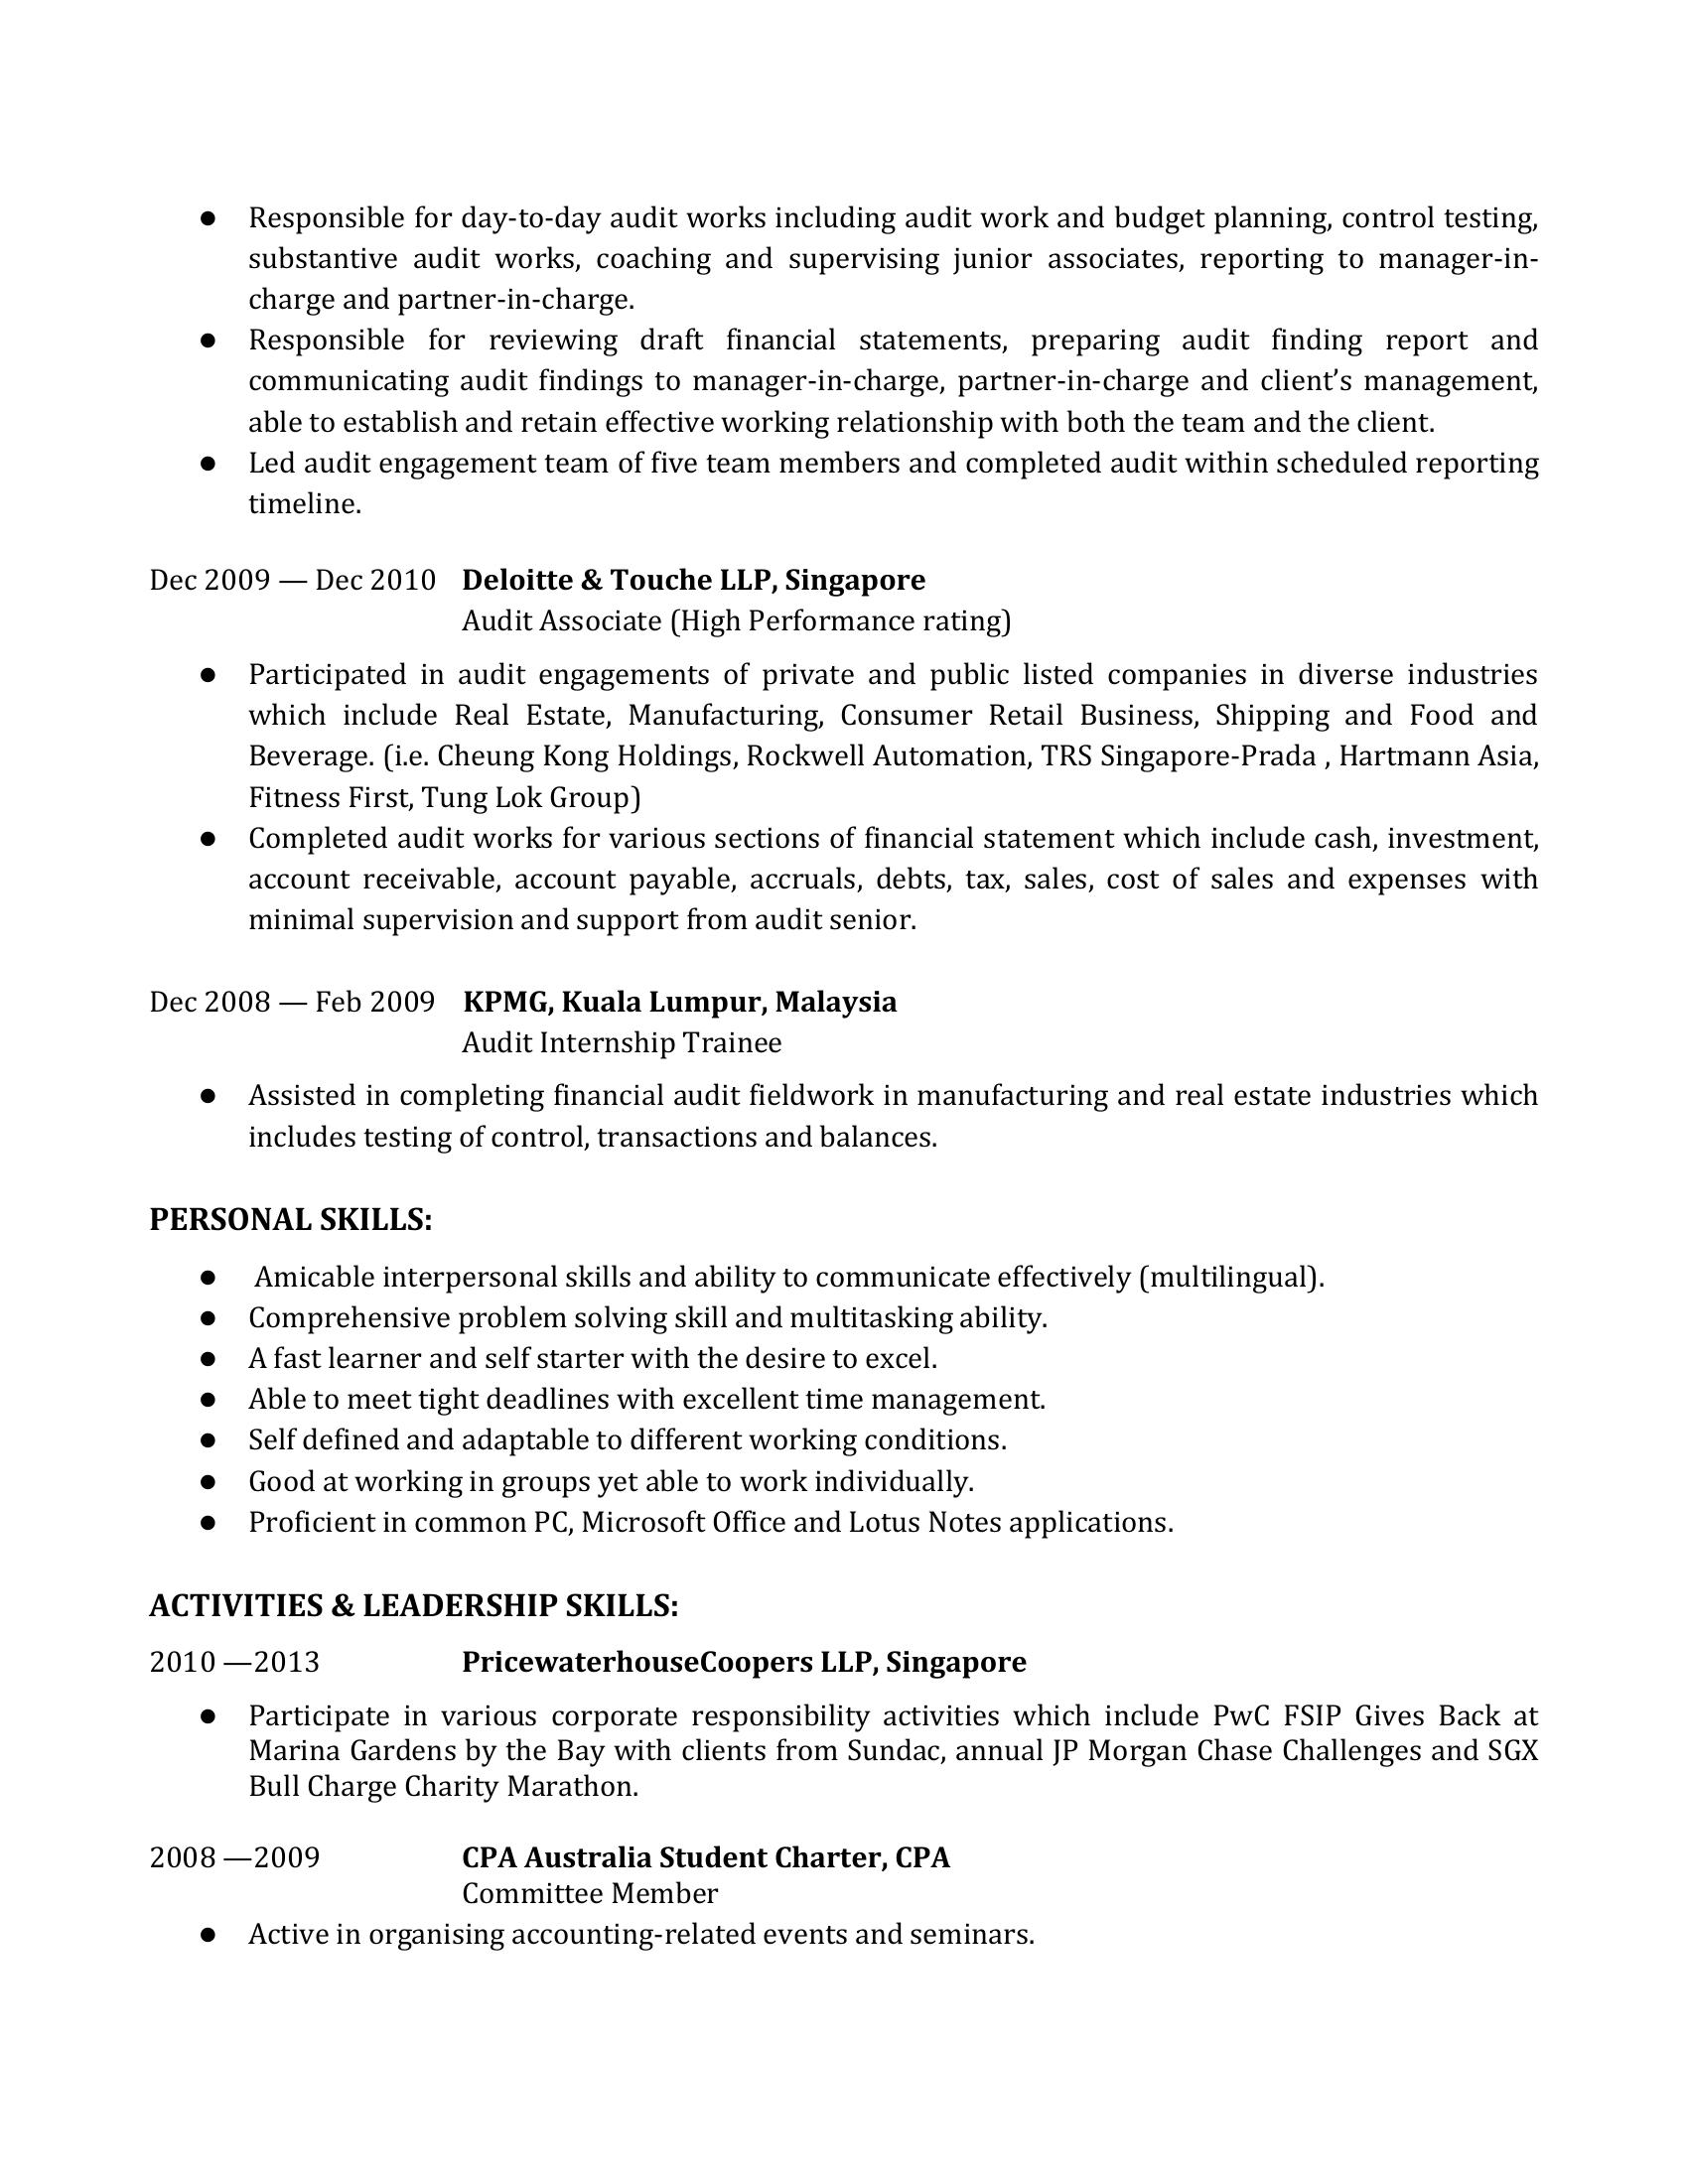 ● Responsible for day-to-day audit works including audit work and budget planning, control testing,
substantive audit works, coaching and supervising junior associates, reporting to manager-in-
charge and partner-in-charge.
● Responsible for reviewing draft financial statements, preparing audit finding report and
communicating audit findings to manager-in-charge, partner-in-charge and client’s management,
able to establish and retain effective working relationship with both the team and the client.
● Led audit engagement team of five team members and completed audit within scheduled reporting
timeline.
Dec 2009 — Dec 2010 Deloitte & Touche LLP, Singapore
Audit Associate (High Performance rating)
● Participated in audit engagements of private and public listed companies in diverse industries
which include Real Estate, Manufacturing, Consumer Retail Business, Shipping and Food and
Beverage. (i.e. Cheung Kong Holdings, Rockwell Automation, TRS Singapore-Prada , Hartmann Asia,
Fitness First, Tung Lok Group)
● Completed audit works for various sections of financial statement which include cash, investment,
account receivable, account payable, accruals, debts, tax, sales, cost of sales and expenses with
minimal supervision and support from audit senior.
Dec 2008 — Feb 2009 KPMG, Kuala Lumpur, Malaysia
Audit Internship Trainee
● Assisted in completing financial audit fieldwork in manufacturing and real estate industries which
includes testing of control, transactions and balances.
PERSONAL SKILLS:
● Amicable interpersonal skills and ability to communicate effectively (multilingual).
● Comprehensive problem solving skill and multitasking ability.
● A fast learner and self starter with the desire to excel.
● Able to meet tight deadlines with excellent time management.
● Self defined and adaptable to different working conditions.
● Good at working in groups yet able to work individually.
● Proficient in common PC, Microsoft Office and Lotus Notes applications.
ACTIVITIES & LEADERSHIP SKILLS:
2010 —2013 PricewaterhouseCoopers LLP, Singapore
● Participate in various corporate responsibility activities which include PwC FSIP Gives Back at
Marina Gardens by the Bay with clients from Sundac, annual JP Morgan Chase Challenges and SGX
Bull Charge Charity Marathon.
2008 —2009 CPA Australia Student Charter, CPA
Committee Member
● Active in organising accounting-related events and seminars.